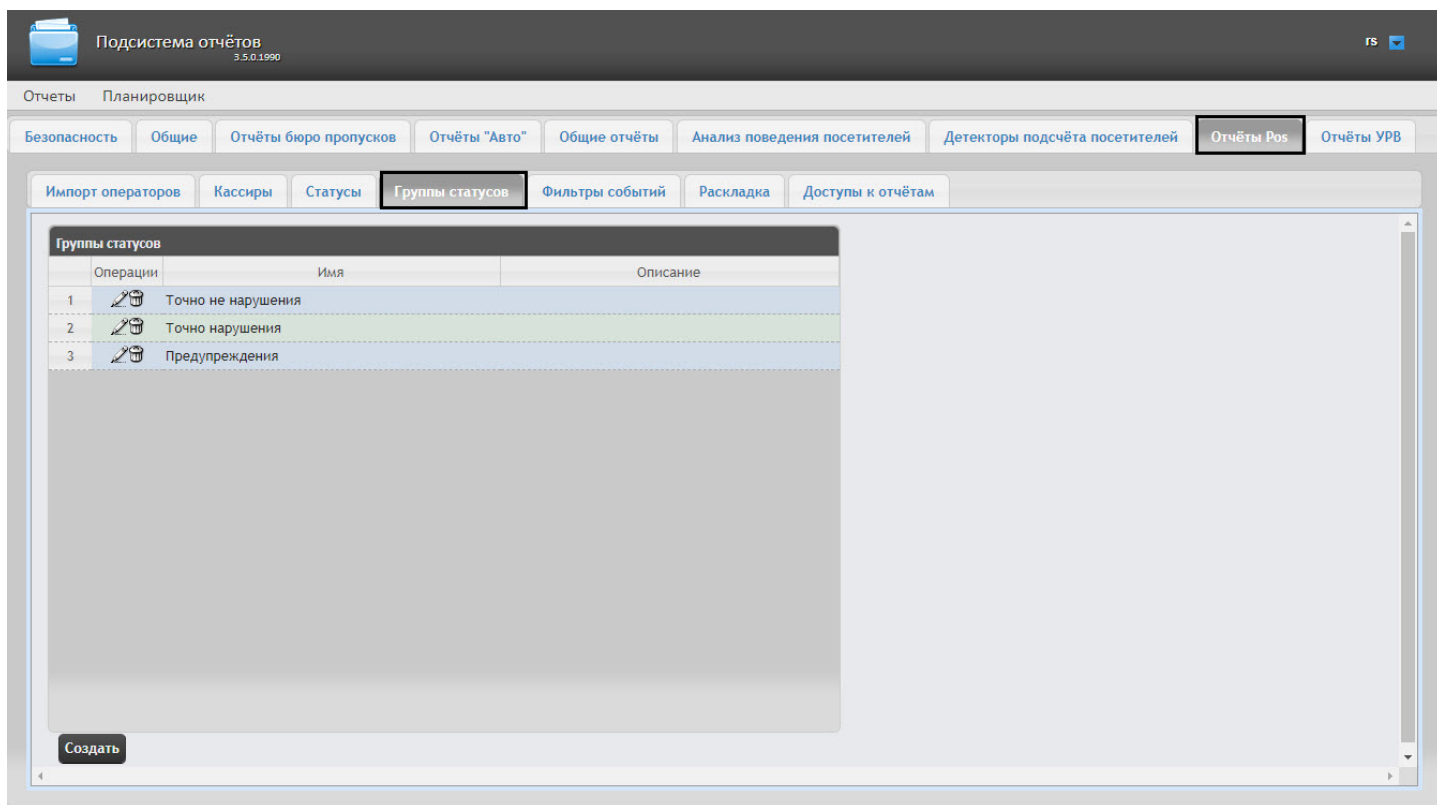 Подсистема отчётов
3.5.0.1990
rs
Отчеты Планировщик
Безопасность Общие Отчёты бюро пропусков Отчёты "Авто" Общие отчёты Анализ поведения посетителей Детекторы подсчёта посетителей Отчёты Pos Отчёты УРВ
Импорт операторов Кассиры Статусы Группы статусов Фильтры событий Раскладка Доступы к отчётам
Группы статусов
Операции Имя Описание
1 Точно не нарушения
2 Точно нарушения
3 Предупреждения
Создать